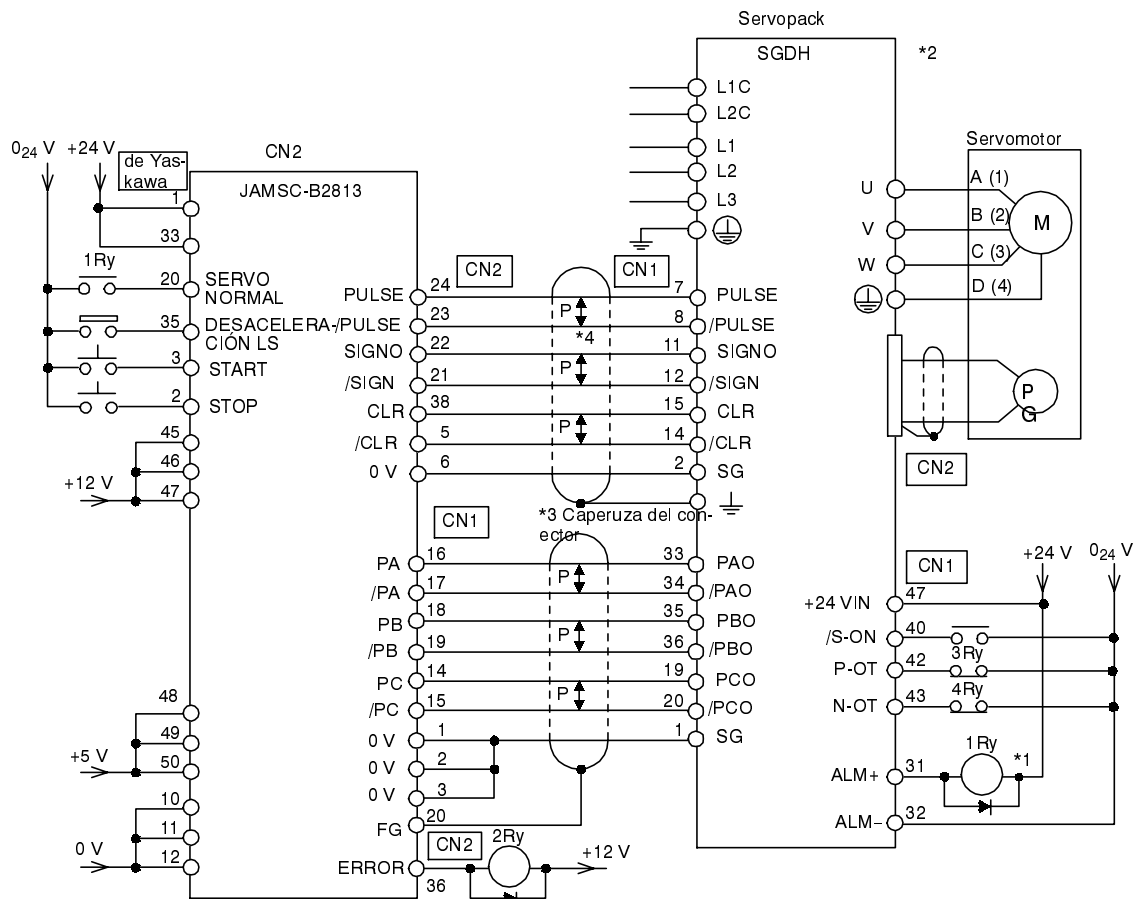 Servopack
SGDH
*2
L1C
L2C
L1
L2
L3
Servomotor
U
V
W
A (1)
B (2)
C (3)
D (4)
M
P
G
CN2
0₂₄ V
+24 V
de Yas-
kawa
CN2
JAMSC-B2813
1
33
1Ry
20
SERVO
NORMAL
35
DESACELERA-
CIÓN LS
3
START
2
STOP
45
46
+12 V
47
48
49
+5 V
50
10
11
0 V
12
CN2
CN1
PULSE
24
P
7
PULSE
/PULSE
23
*4
8
/PULSE
SIGNO
22
P
11
SIGNO
/SIGN
21
12
/SIGN
CLR
38
P
15
CLR
/CLR
5
14
/CLR
0 V
6
2
SG
*3 Caperuza del con-
ector
CN1
PA
16
P
33
PAO
/PA
17
34
/PAO
PB
18
P
35
PBO
/PB
19
36
/PBO
PC
14
P
19
PCO
/PC
15
20
/PCO
0 V
1
1
SG
0 V
2
0 V
3
FG
20
CN2
2Ry
+12 V
ERROR
36
CN1
+24 V
0₂₄ V
+24 VIN
47
/S-ON
40
3Ry
P-OT
42
4Ry
N-OT
43
1Ry
*1
ALM+
31
ALM−
32